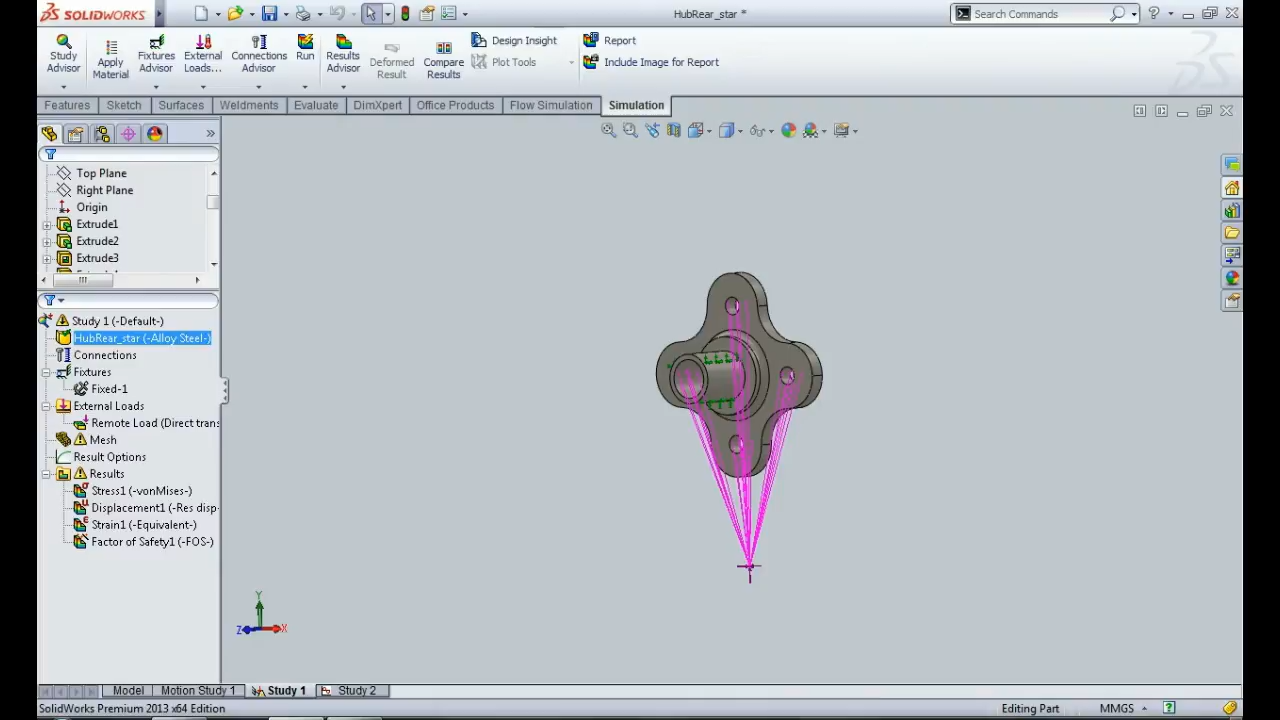 SOLIDWORKS
HubRear_star *
Search Commands
Study Advisor
Apply Material
Fixtures Advisor
External Loads...
Connections Advisor
Run
Results Advisor
Deformed Result
Compare Results
Design Insight
Plot Tools
Report
Include Image for Report
Features
Sketch
Surfaces
Weldments
Evaluate
DimXpert
Office Products
Flow Simulation
Simulation
Top Plane
Right Plane
Origin
Extrude1
Extrude2
Extrude3
Study 1 (-Default-)
HubRear_star (-Alloy Steel-)
Connections
Fixtures
Fixed-1
External Loads
Remote Load (Direct trans
Mesh
Result Options
Results
Stress1 (-vonMises-)
Displacement1 (-Res disp-
Strain1 (-Equivalent-)
Factor of Safety1 (-FOS-)
Y
Z
X
Model
Motion Study 1
Study 1
Study 2
SolidWorks Premium 2013 x64 Edition
Editing Part
MMGS